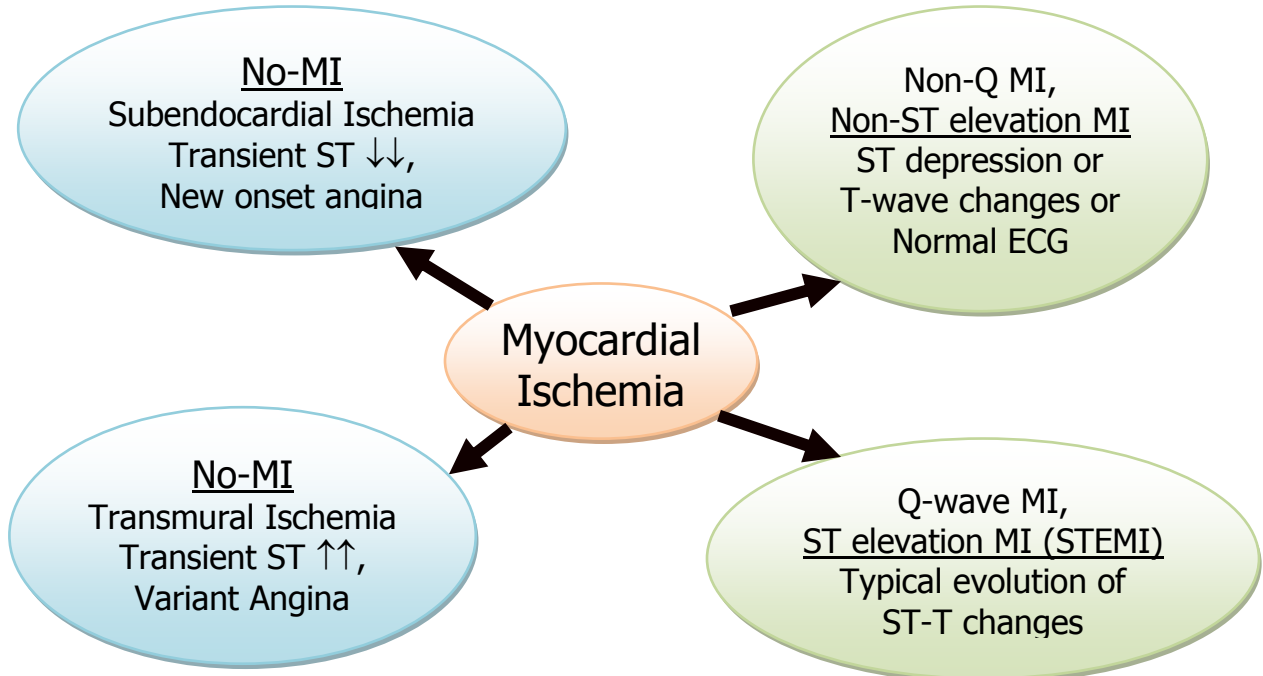 No-MI
Subendocardial Ischemia
Transient ST ↓↓,
New onset angina
Non-Q MI,
Non-ST elevation MI
ST depression or
T-wave changes or
Normal ECG
Myocardial
Ischemia
No-MI
Transmural Ischemia
Transient ST ↑↑,
Variant Angina
Q-wave MI,
ST elevation MI (STEMI)
Typical evolution of
ST-T changes